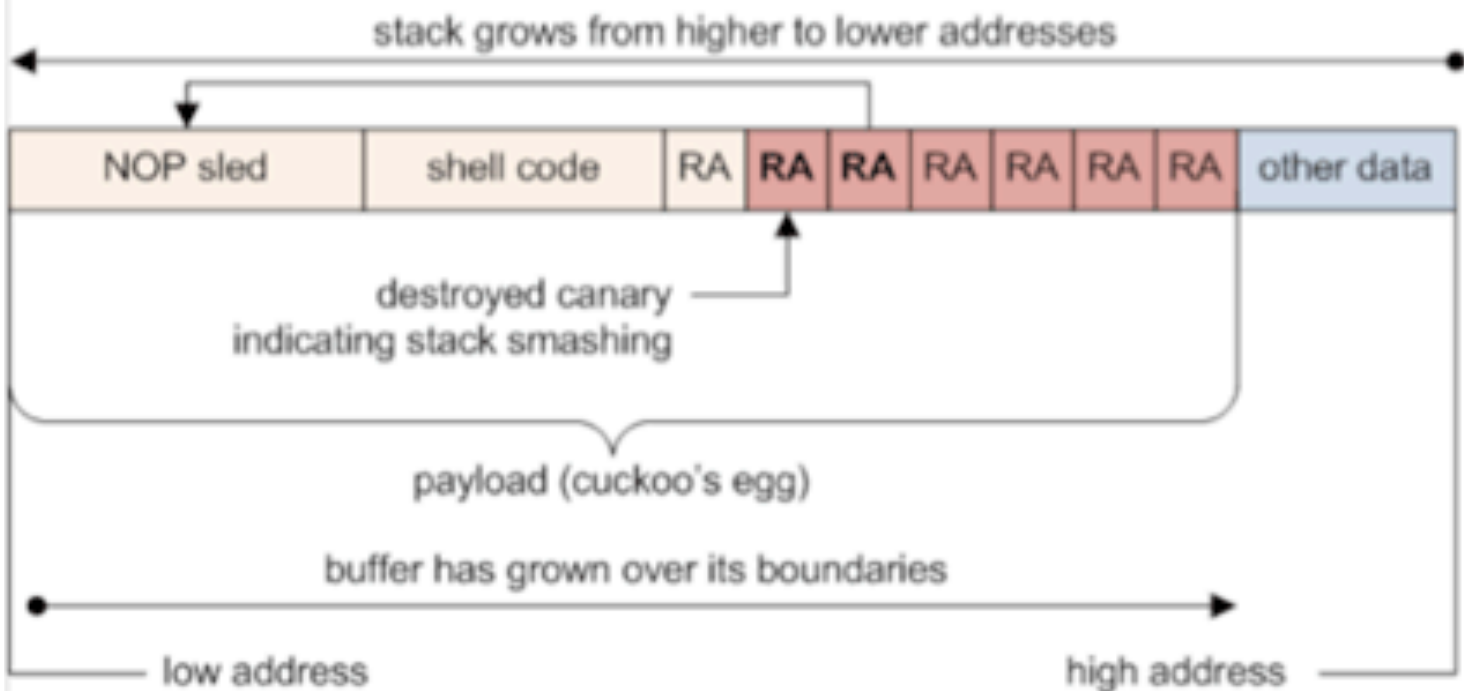 stack grows from higher to lower addresses
NOP sled shell code RA RA RA RA RA RA RA other data
destroyed canary
indicating stack smashing
payload (cuckoo's egg)
buffer has grown over its boundaries
low address high address